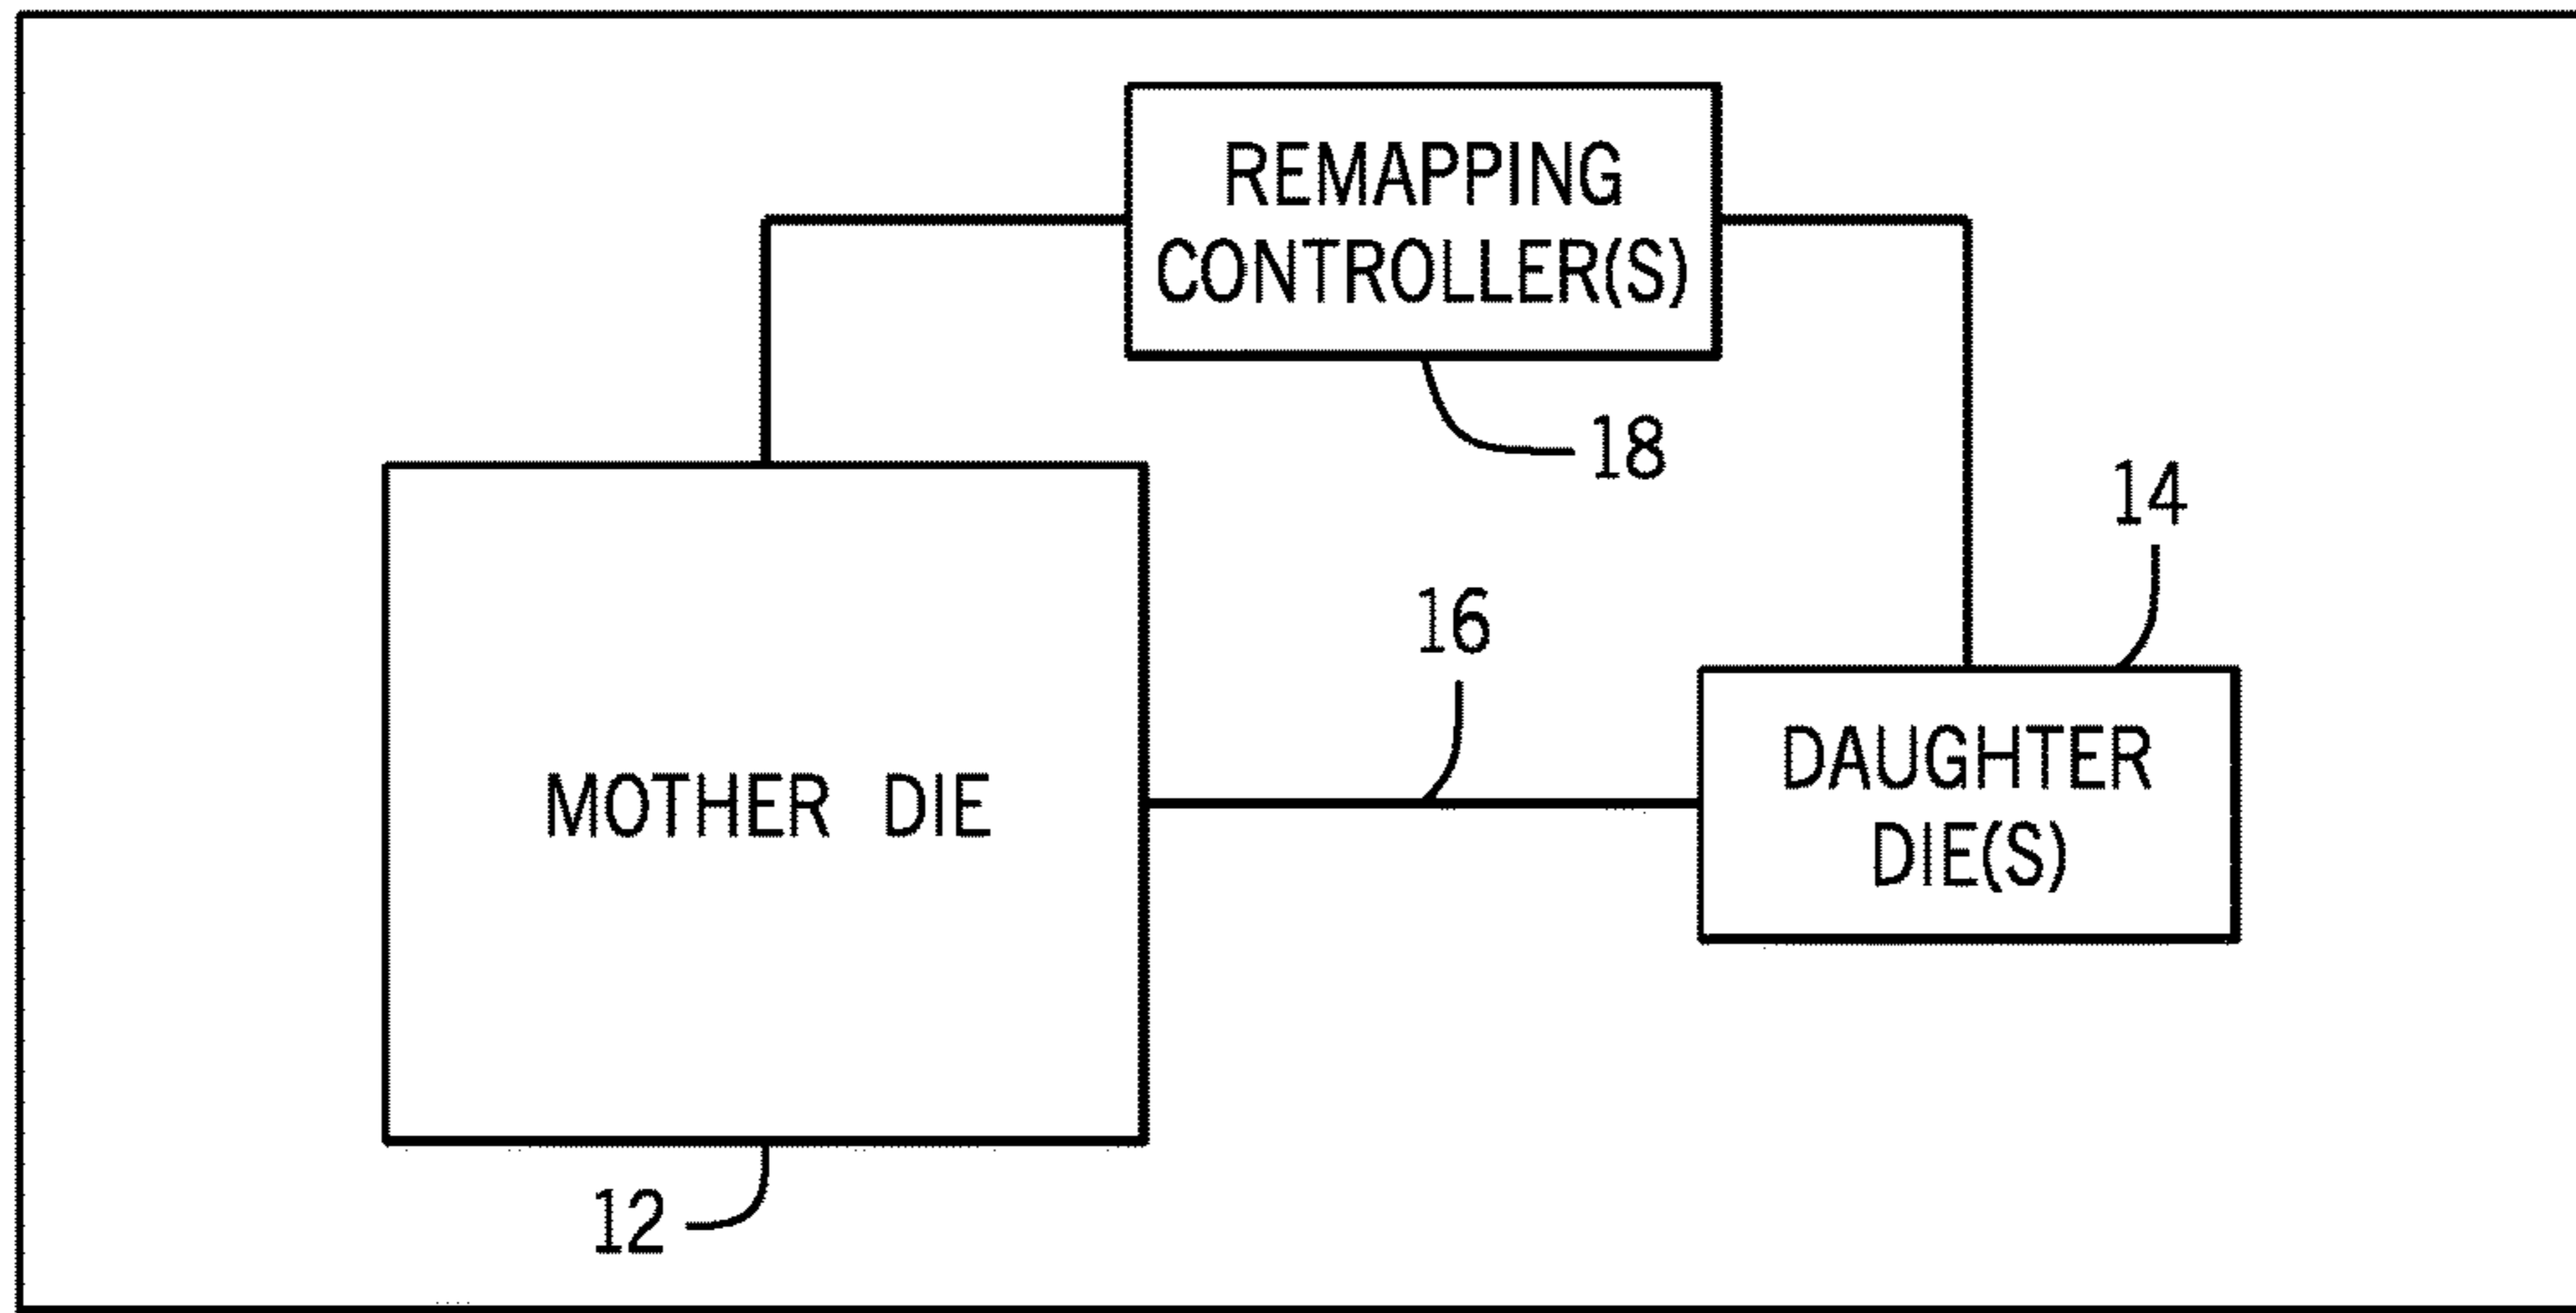 REMAPPING
CONTROLLER(S)
18
14
16
MOTHER DIE
DAUGHTER
DIE(S)
12